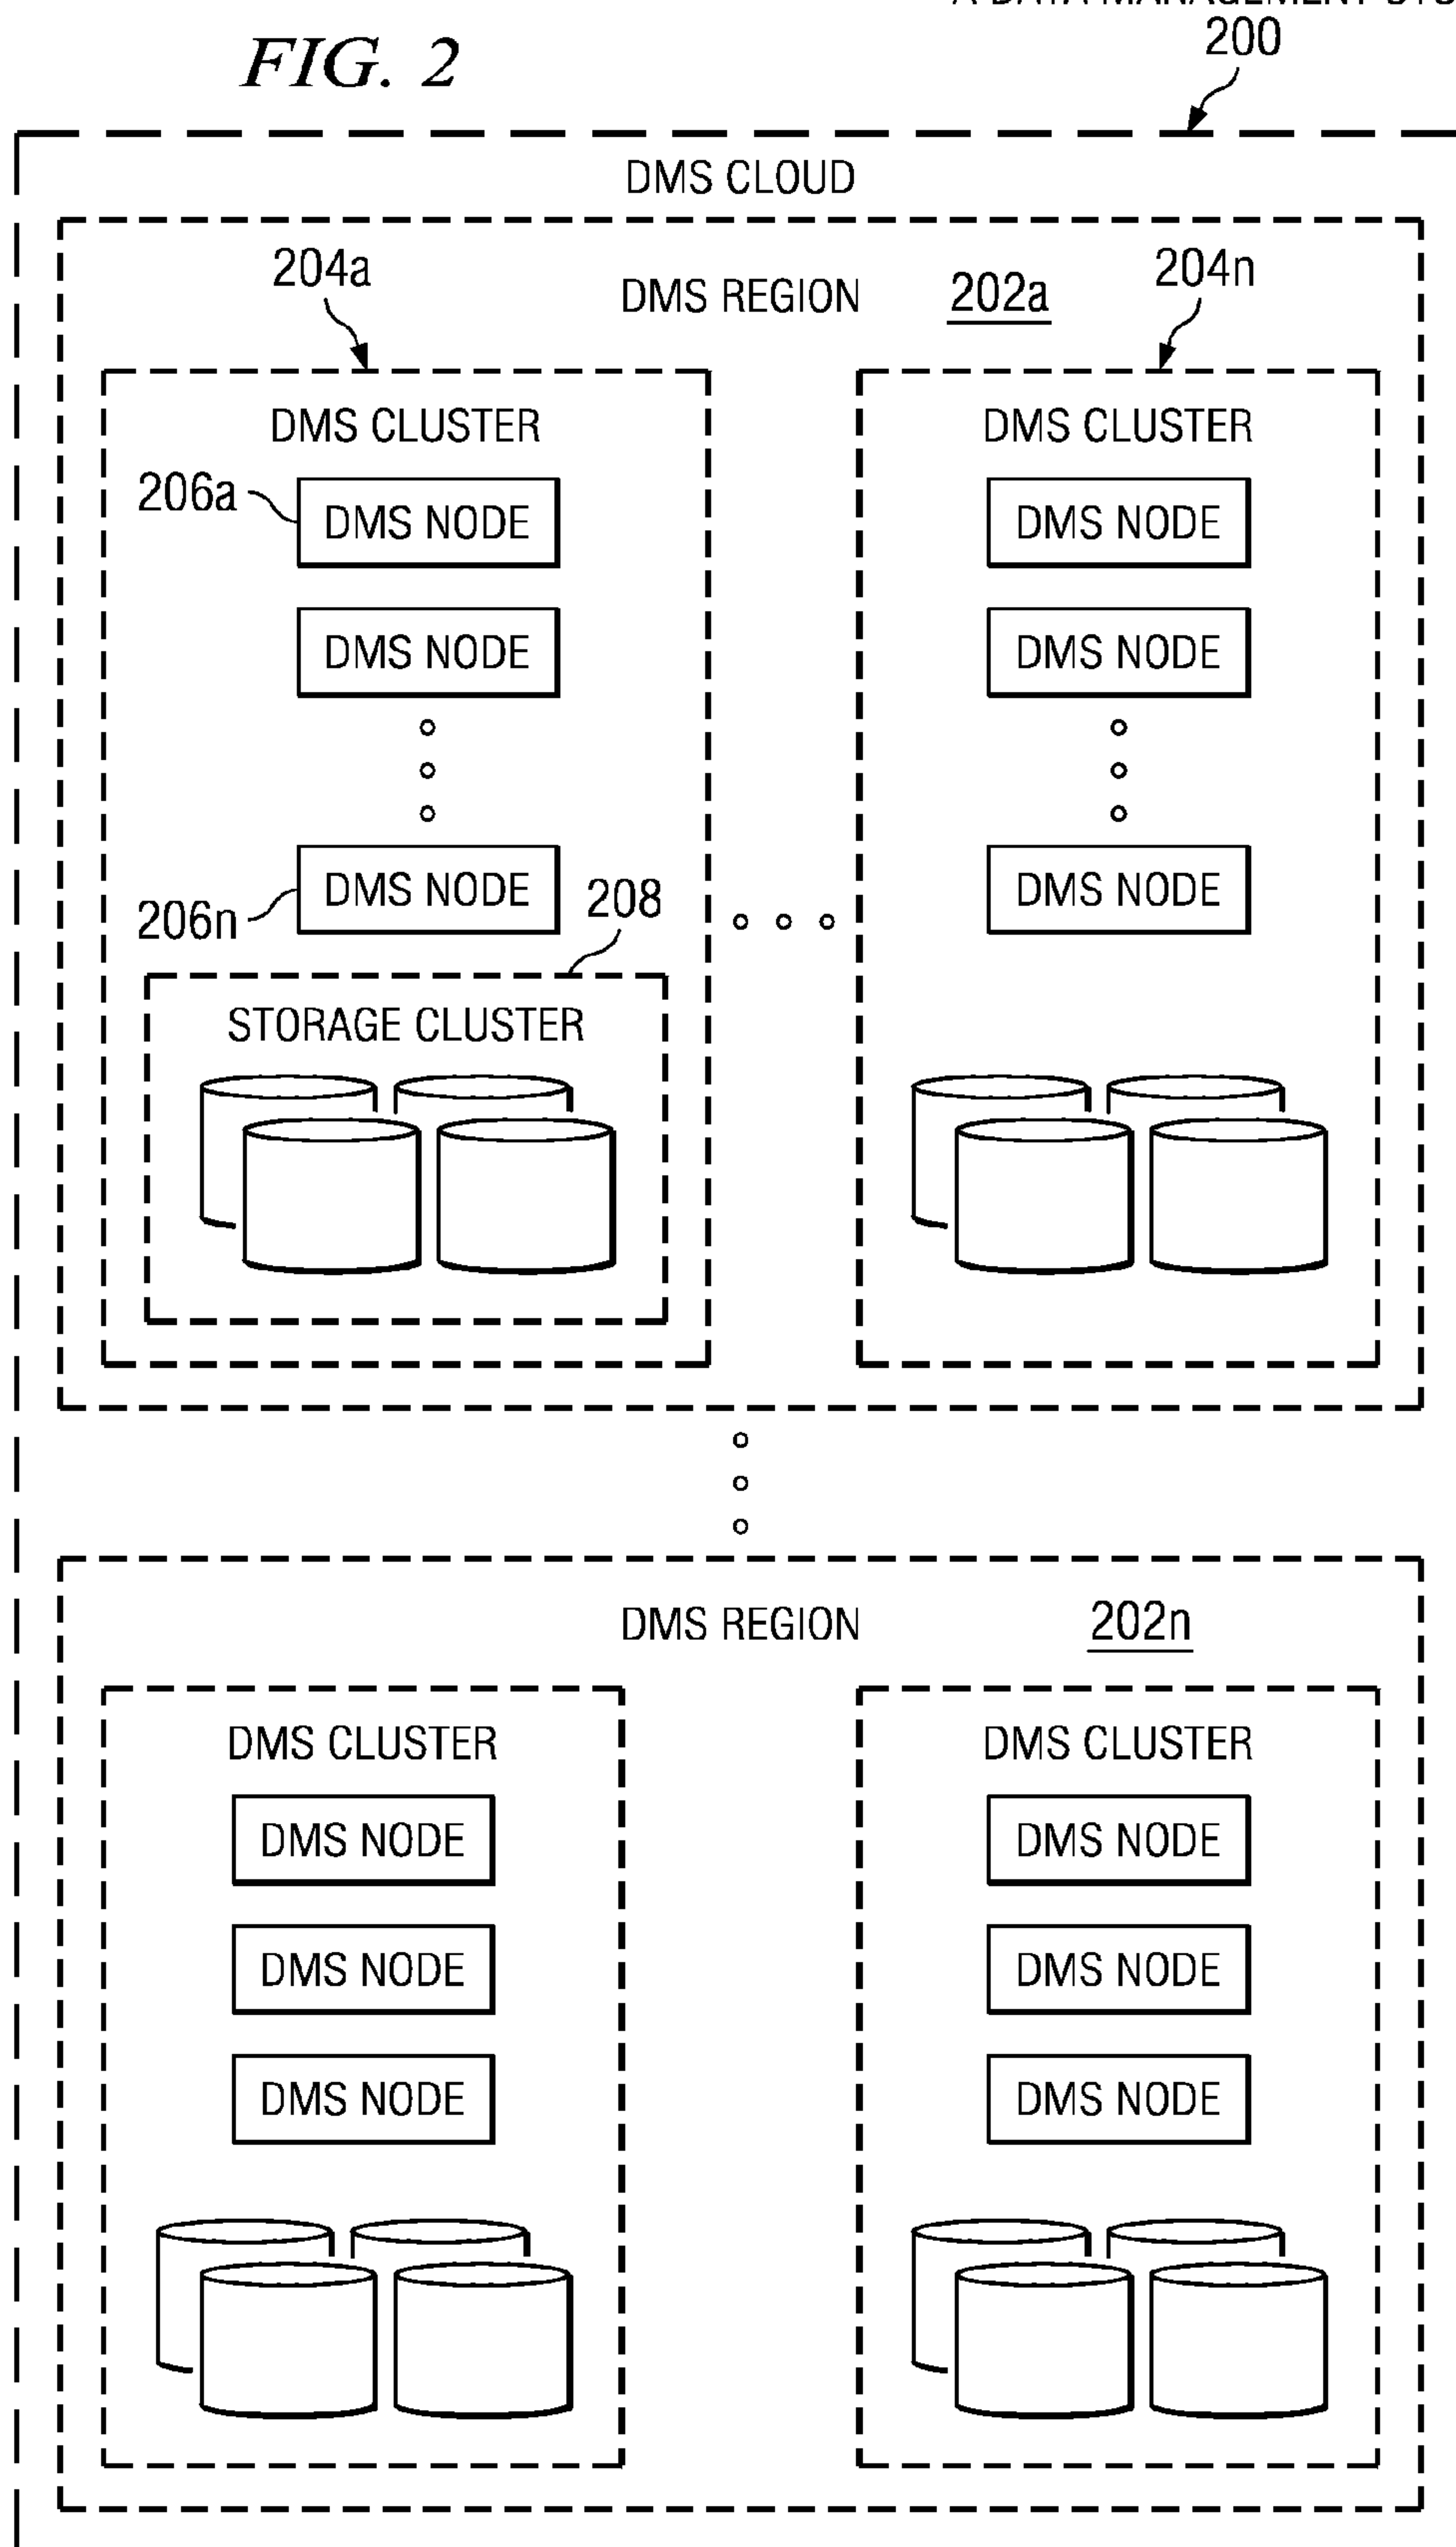 FIG. 2
200
DMS CLOUD
204a
DMS REGION 202a
204n
DMS CLUSTER
206a
DMS NODE
DMS NODE
206n
DMS NODE
208
STORAGE CLUSTER
DMS CLUSTER
DMS NODE
DMS NODE
DMS NODE
DMS REGION 202n
DMS CLUSTER
DMS NODE
DMS NODE
DMS NODE
DMS CLUSTER
DMS NODE
DMS NODE
DMS NODE